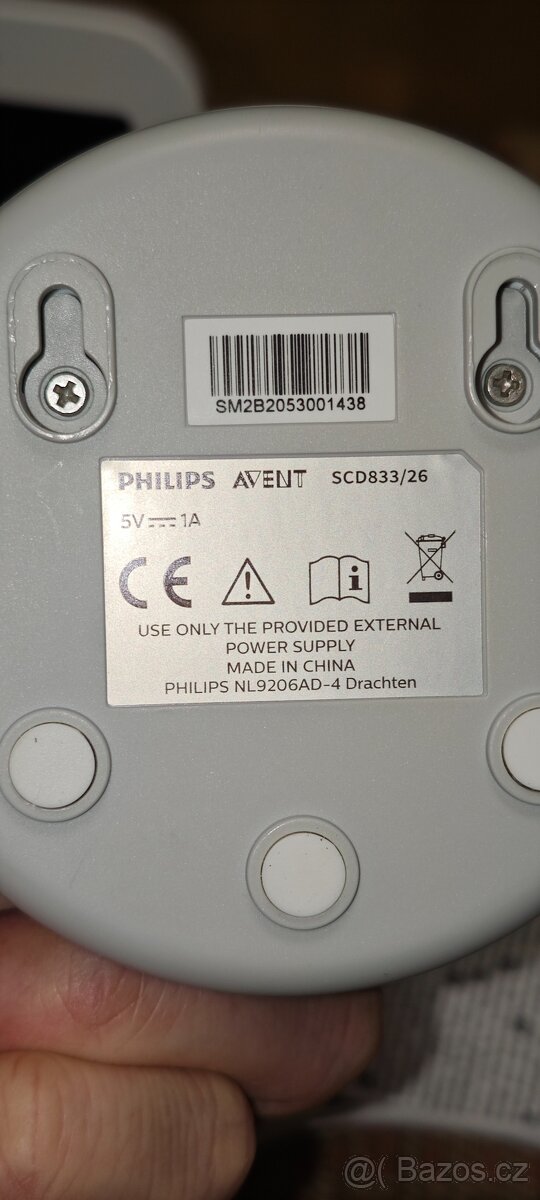 SM2B2053001438
PHILIPS AVENT SCD833/26
5V 1A
CE
USE ONLY THE PROVIDED EXTERNAL
POWER SUPPLY
MADE IN CHINA
PHILIPS NL9206AD-4 Drachten
@( Bazos.cz